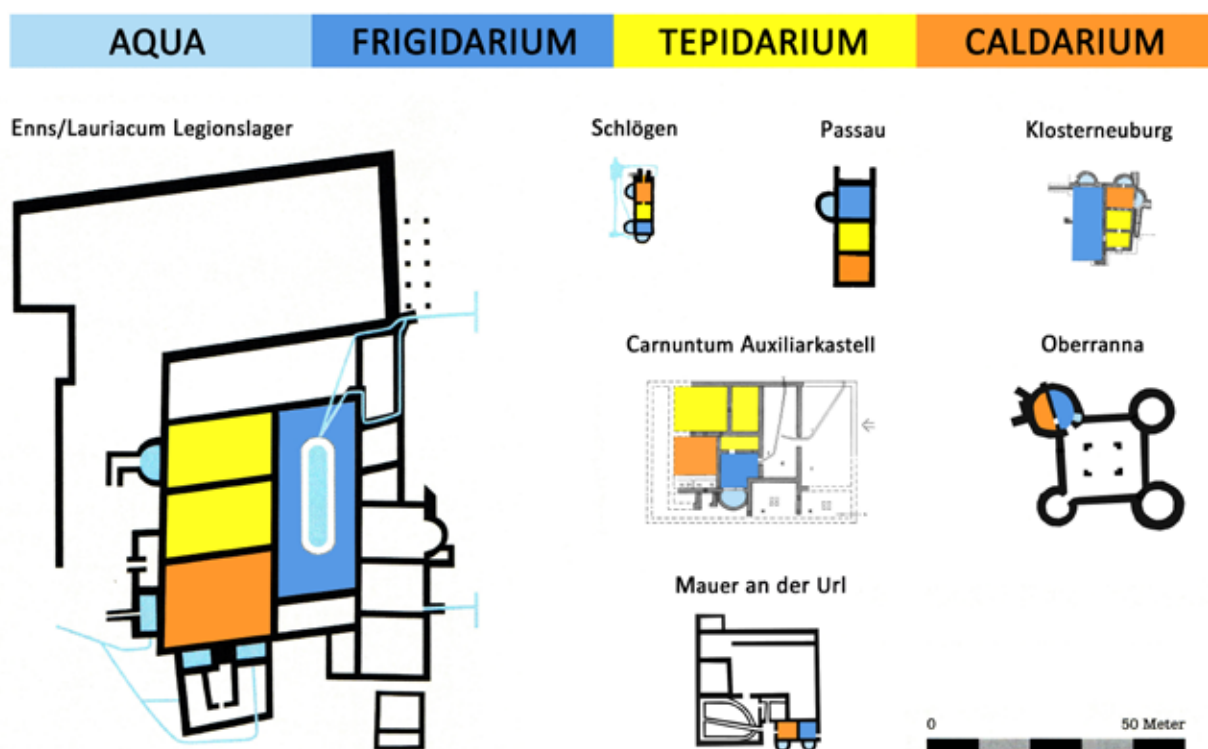 AQUA FRIGIDARIUM TEPIDARIUM CALDARIUM
Enns/Lauriacum Legionslager
Schlögen
Passau
Klosterneuburg
Carnuntum Auxiliarkastell
Oberranna
Mauer an der Url
0 50 Meter